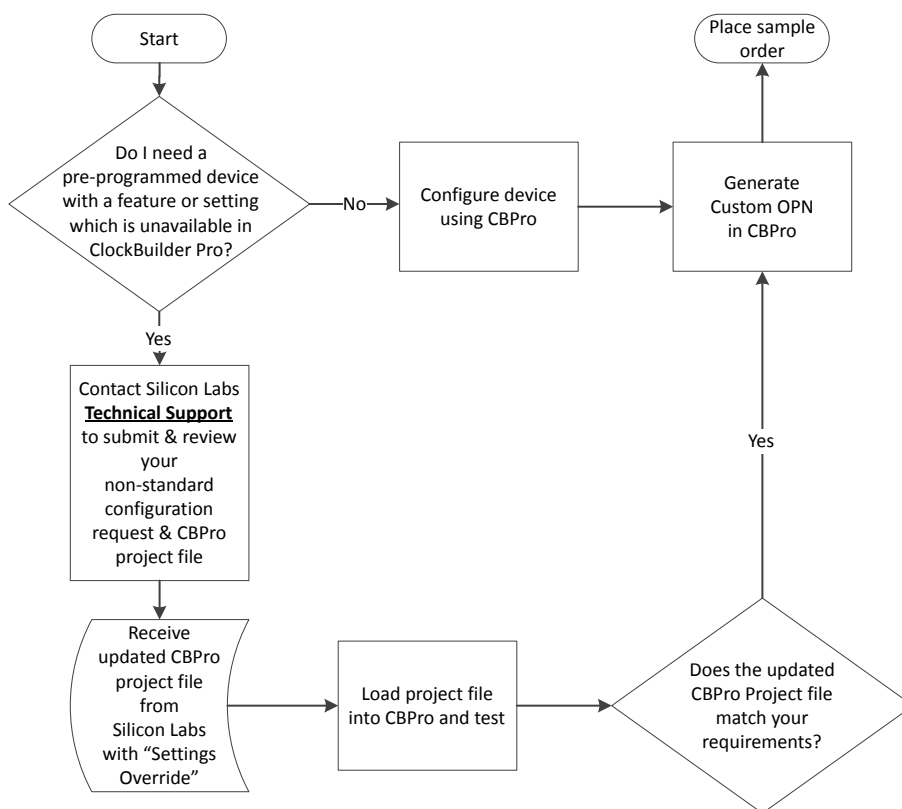 Start
Do I need a
pre-programmed device
with a feature or setting
which is unavailable in
ClockBuilder Pro?
No
Configure device
using CBPro
Generate
Custom OPN
in CBPro
Place sample
order
Yes
Contact Silicon Labs
Technical Support
to submit & review
your
non-standard
configuration
request & CBPro
project file
Receive
updated CBPro
project file
from
Silicon Labs
with “Settings
Override”
Load project file
into CBPro and test
Does the updated
CBPro Project file
match your
requirements?
Yes